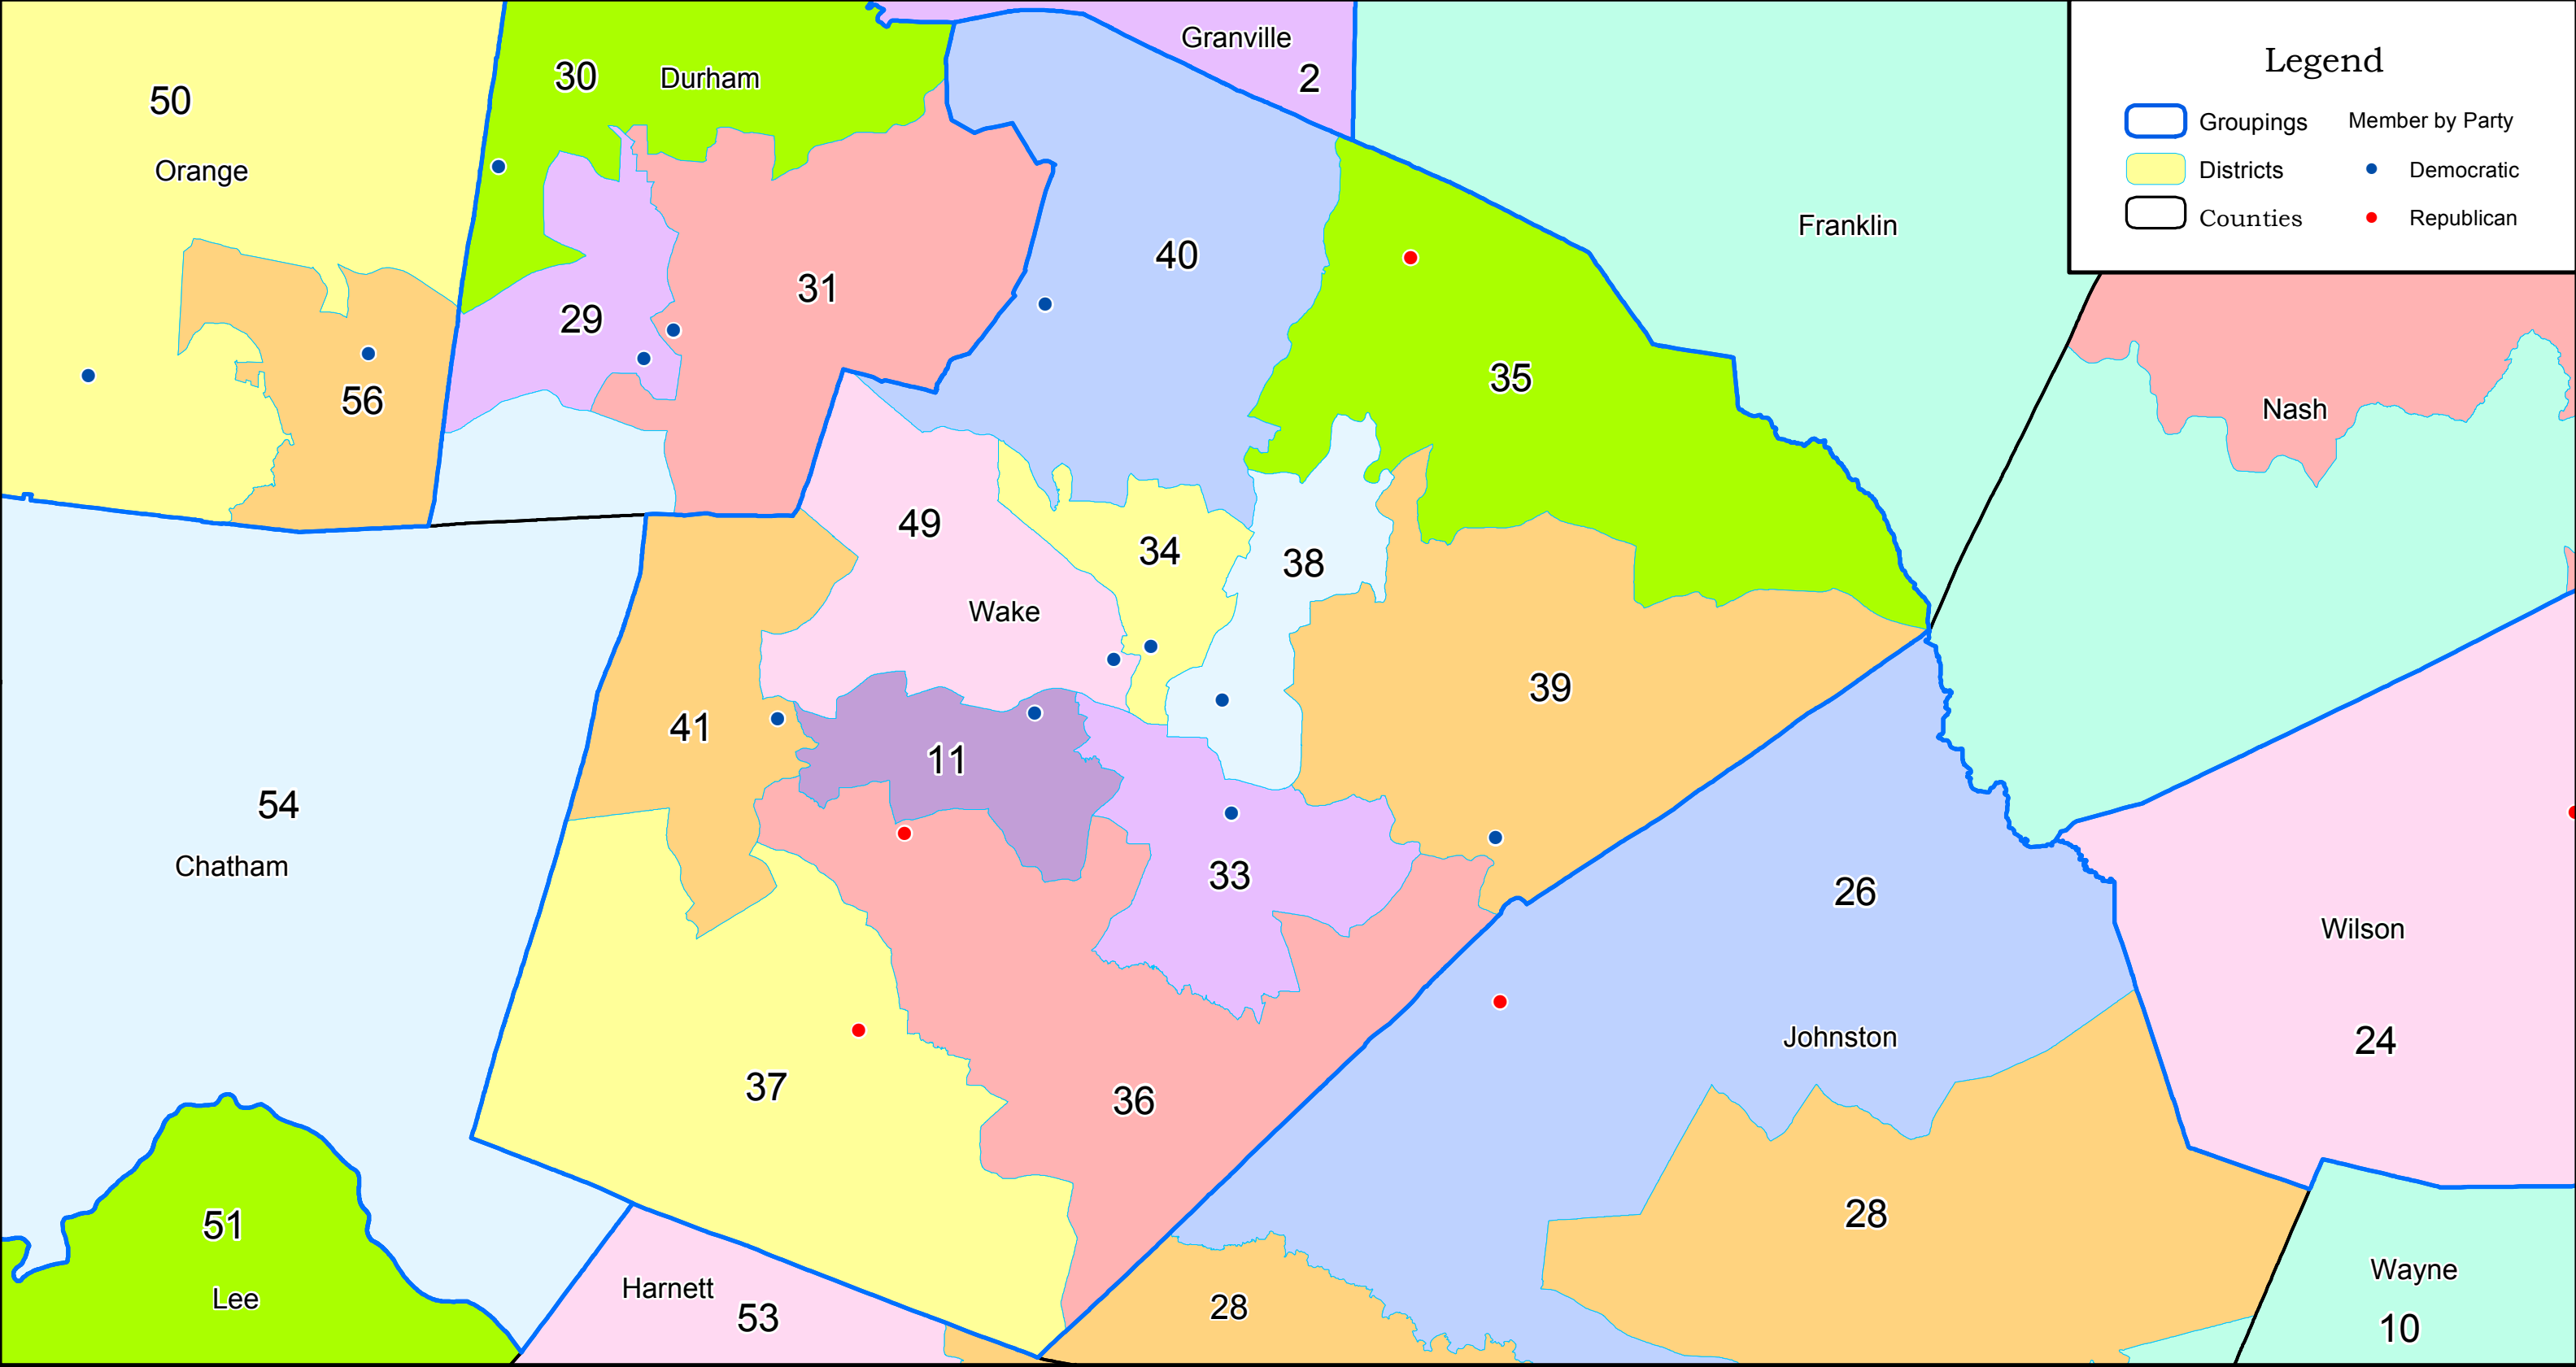 Granville
2
30
Durham
50
Orange
Legend
Groupings
Member by Party
Districts
Democratic
Counties
Republican
Franklin
40
31
29
56
35
Nash
49
34
38
Wake
39
41
11
54
Chatham
33
26
Wilson
Johnston
24
37
36
51
Lee
28
Harnett
53
28
Wayne
10